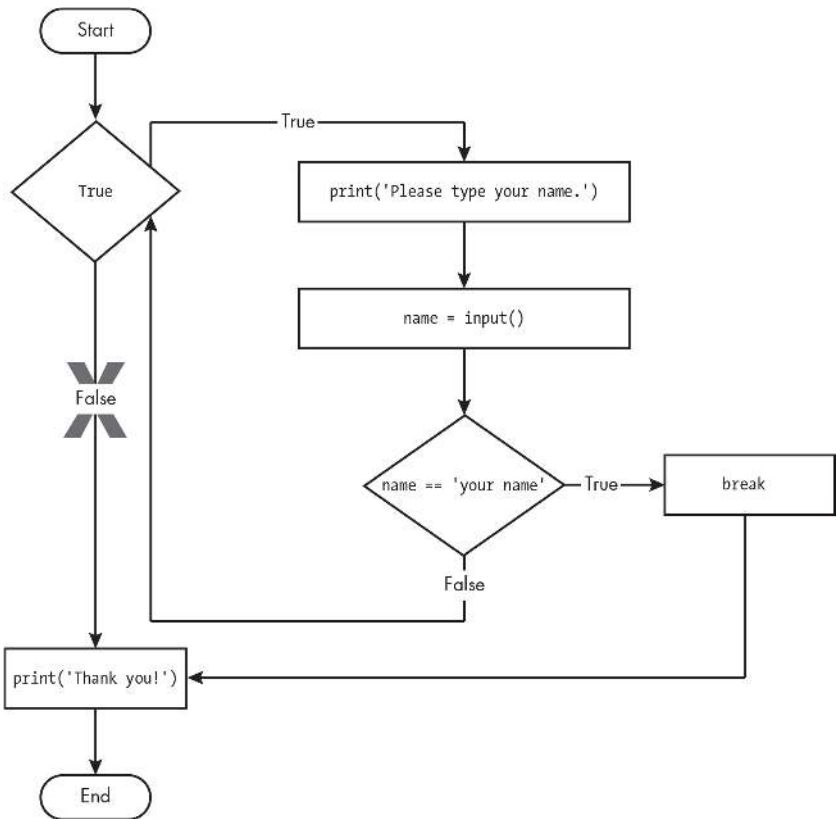 Start
True
True
print('Please type your name.')
name = input()
False
name == 'your name'
True
break
False
print('Thank you!')
End